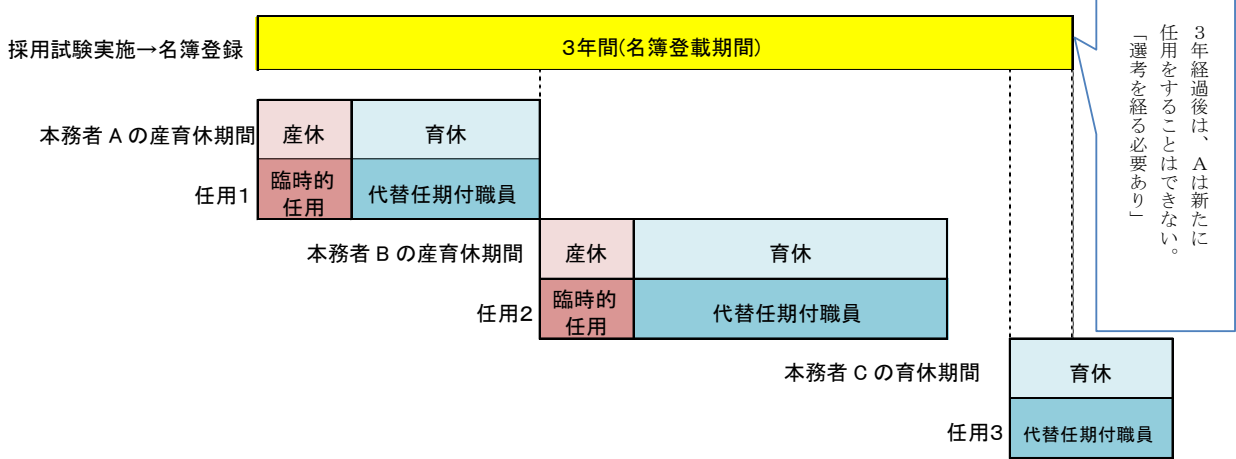 採用試験実施→名簿登録
3年間(名簿登載期間)
3年経過後は、Aは新たに
任用をすることはできない。
「選考を経る必要あり」
本務者 A の産育休期間
産休
育休
任用1
臨時的
任用
代替任期付職員
本務者 B の産育休期間
産休
育休
任用2
臨時的
任用
代替任期付職員
本務者 C の育休期間
育休
任用3
代替任期付職員